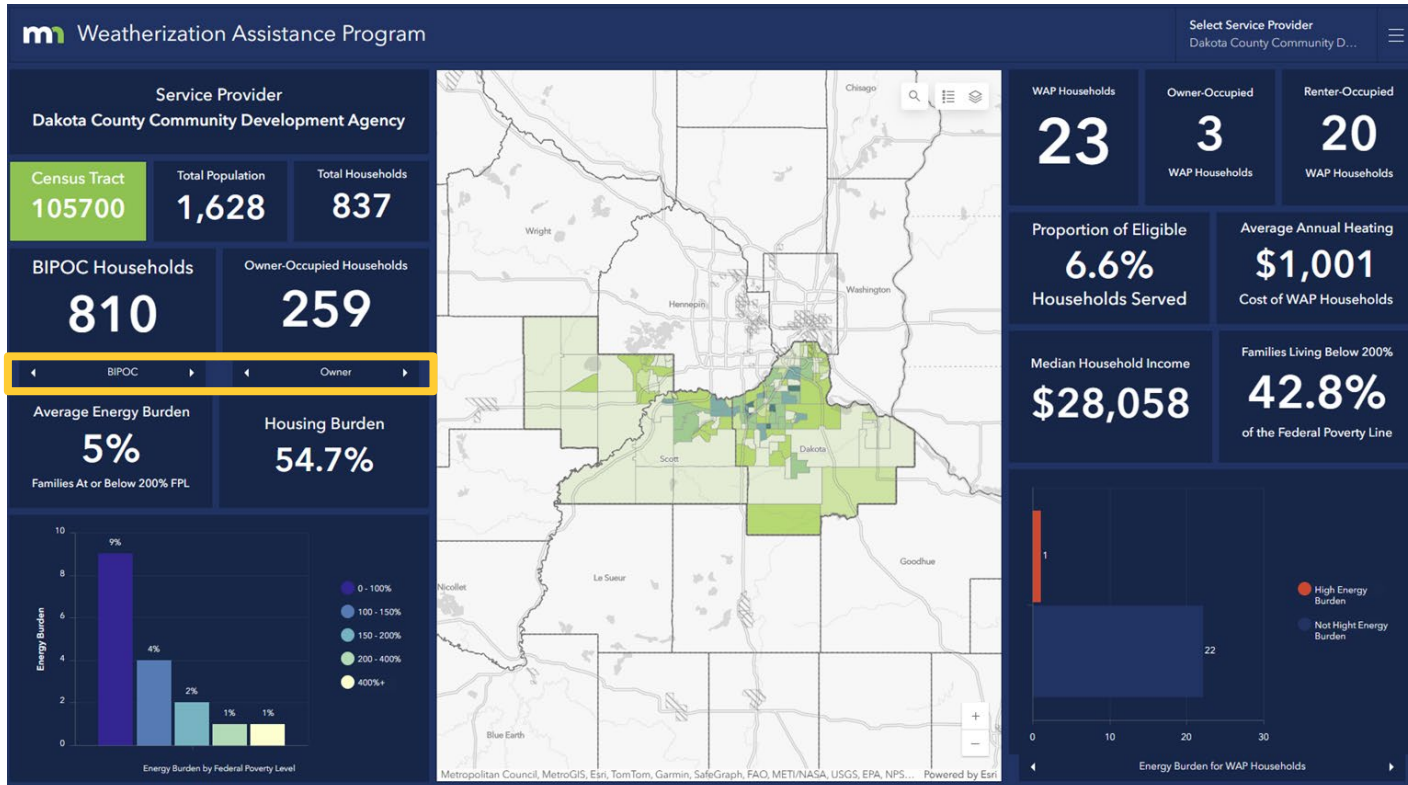 mn Weatherization Assistance Program
Select Service Provider
Dakota County Community D...
Service Provider
Dakota County Community Development Agency
Census Tract
105700
Total Population
1,628
Total Households
837
BIPOC Households
810
Owner-Occupied Households
259
BIPOC
Owner
Average Energy Burden
5%
Families At or Below 200% FPL
Housing Burden
54.7%
10
8
6
4
2
0
Energy Burden
9%
4%
2%
1%
1%
Energy Burden by Federal Poverty Level
0 - 100%
100 - 150%
150 - 200%
200 - 400%
400%+
Chisago
Wright
Hennepin
Washington
Scott
Dakota
Goodhue
Le Sueur
Nicollet
Blue Earth
+
−
Metropolitan Council, MetroGIS, Esri, TomTom, Garmin, SafeGraph, FAO, METI/NASA, USGS, EPA, NPS... Powered by Esri
WAP Households
23
Owner-Occupied
3
WAP Households
Renter-Occupied
20
WAP Households
Proportion of Eligible
6.6%
Households Served
Average Annual Heating
$1,001
Cost of WAP Households
Median Household Income
$28,058
Families Living Below 200%
42.8%
of the Federal Poverty Line
1
22
0
10
20
30
High Energy
Burden
Not Hight Energy
Burden
Energy Burden for WAP Households